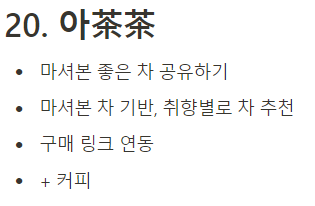 20. 아茶茶
• 마셔본 좋은 차 공유하기
• 마셔본 차 기반, 취향별로 차 추천
• 구매 링크 연동
• + 커피